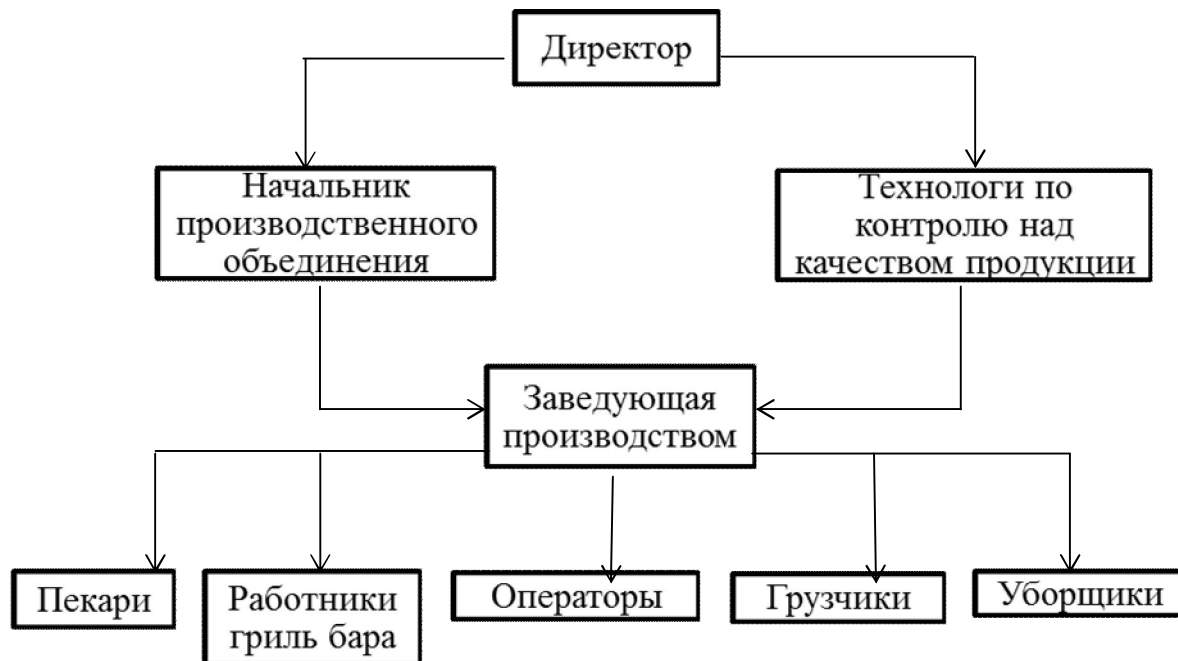 Директор
Начальник
производственного
объединения
Технологи по
контролю над
качеством продукции
Заведующая
производством
Пекари
Работники
гриль бара
Операторы
Грузчики
Уборщики